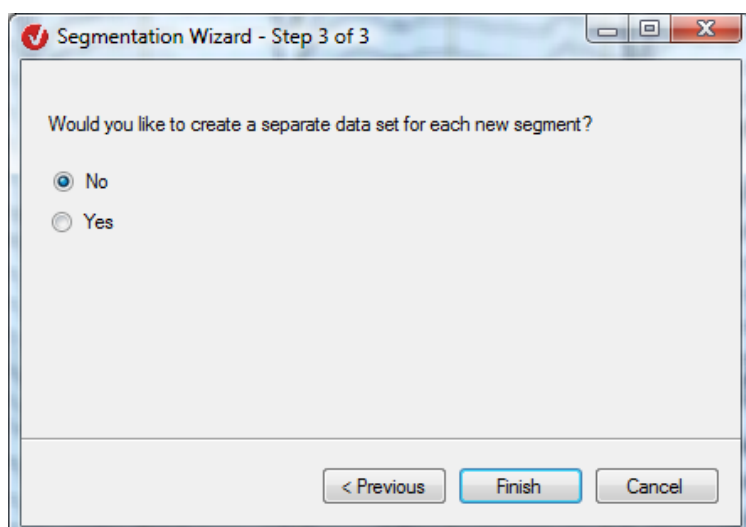 Segmentation Wizard - Step 3 of 3
Would you like to create a separate data set for each new segment?
No
Yes
< Previous Finish Cancel